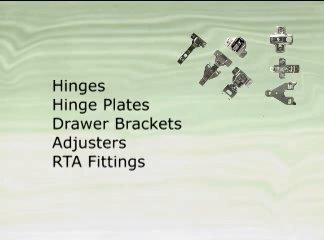 Hinges
Hinge Plates
Drawer Brackets
Adjusters
RTA Fittings